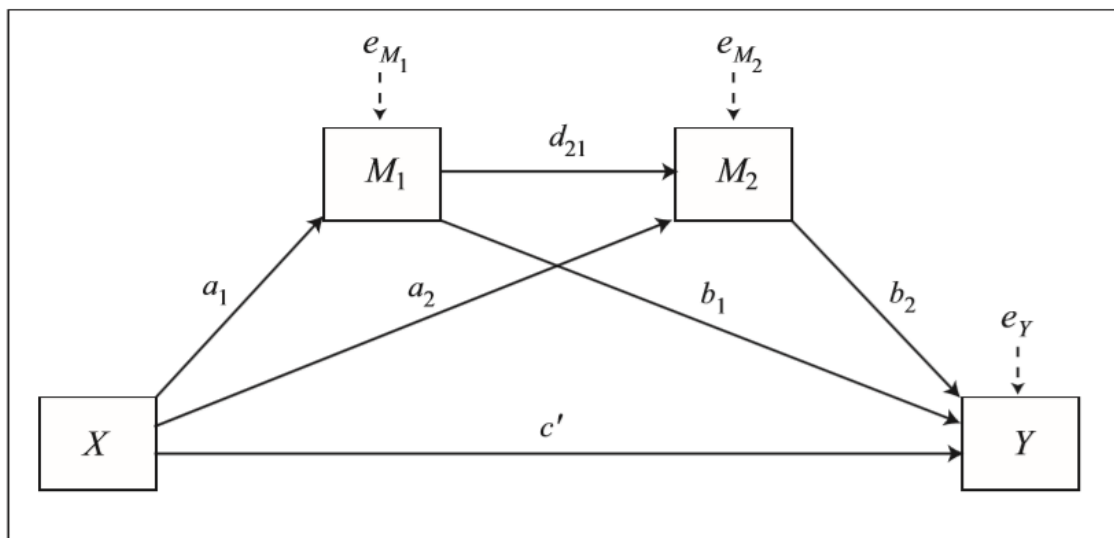 e_{M_1}
e_{M_2}
d_{21}
M_1
M_2
a_1
a_2
b_1
b_2
e_Y
c'
X
Y